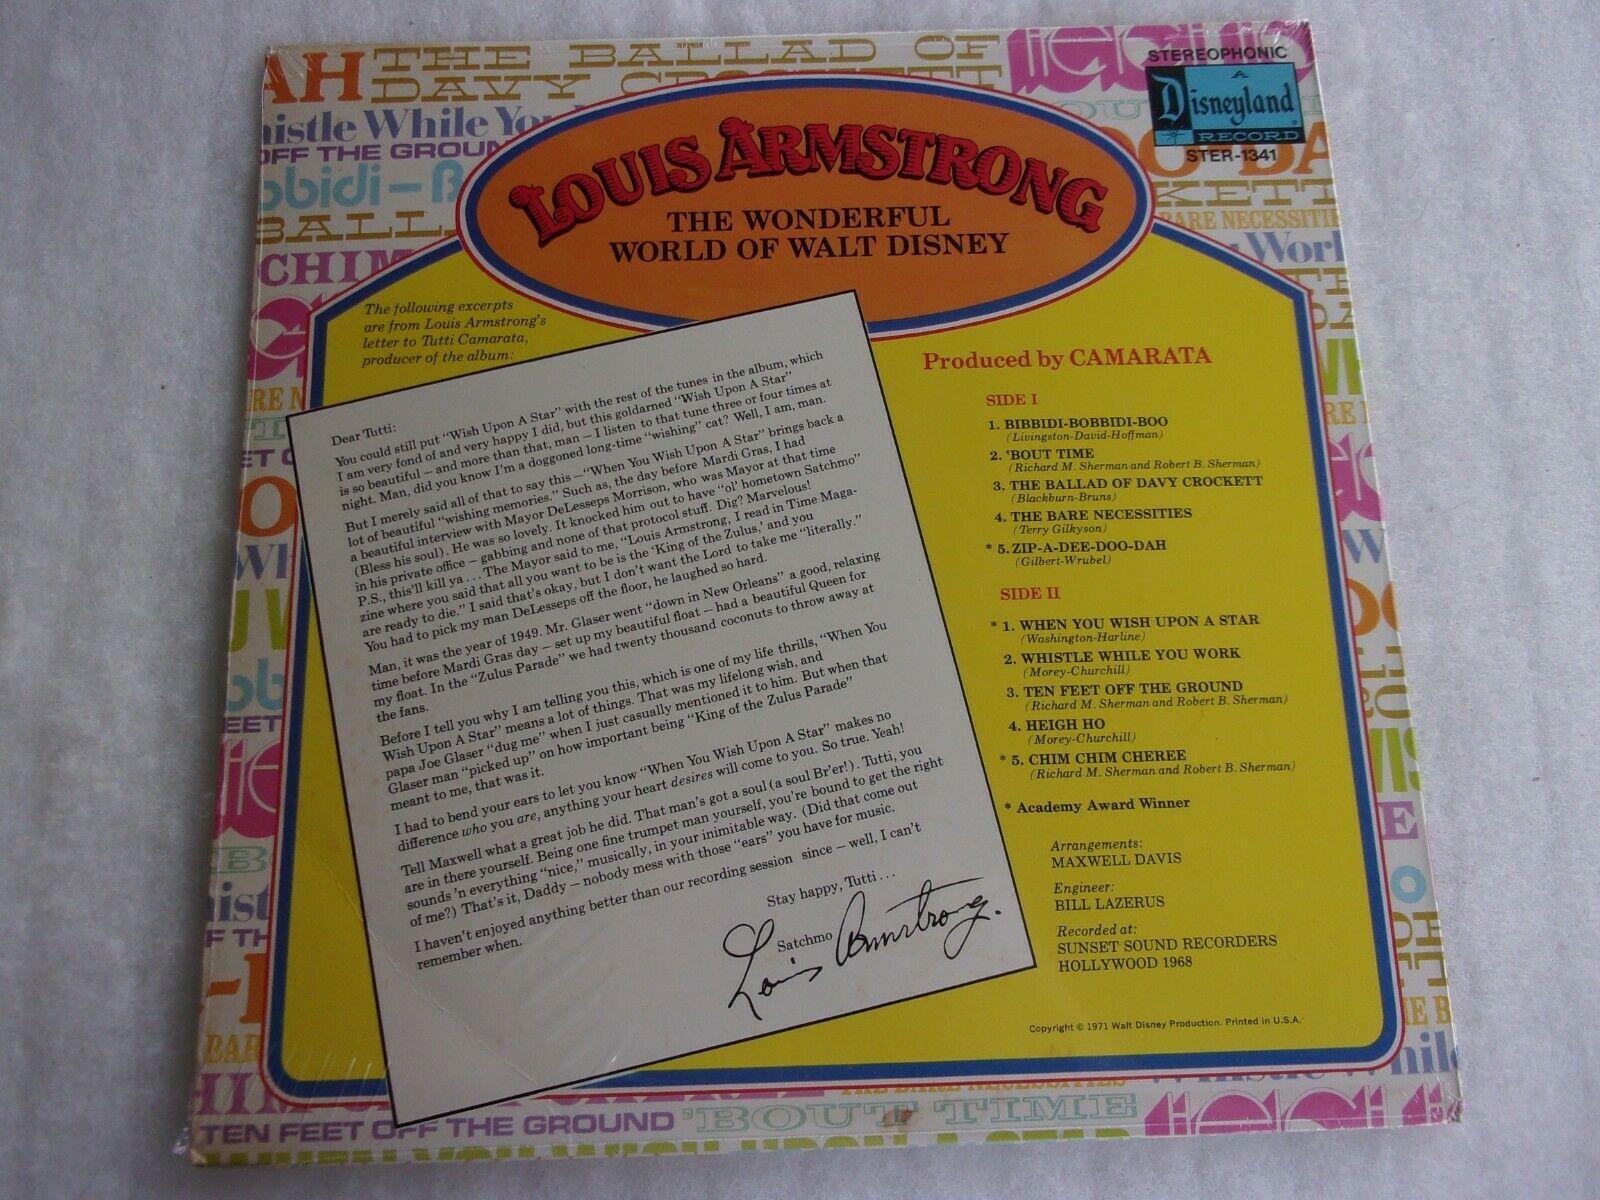 STEREOPHONIC
A
Disneyland
RECORD
STER-1341
LOUIS ARMSTRONG
THE WONDERFUL
WORLD OF WALT DISNEY
The following excerpts
are from Louis Armstrong's
letter to Tutti Camarata,
producer of the album:
Dear Tutti:
You could still put "Wish Upon A Star" with the rest of the tunes in the album, which
I am very fond of and very happy I did, but this goldarned "Wish Upon A Star"
is so beautiful – and more than that, man – I listen to that tune three or four times at
night. Man, did you know I'm a doggoned long-time "wishing" cat? Well, I am, man.
But I merely said all of that to say this – "When You Wish Upon A Star" brings back a
lot of beautiful "wishing memories." Such as, the day before Mardi Gras, I had
a beautiful interview with Mayor DeLesseps Morrison, who was Mayor at that time
(Bless his soul). He was so lovely. It knocked him out to have "ol' hometown Satchmo"
in his private office – gabbing and none of that protocol stuff. Dig? Marvelous!
P.S., this'll kill ya . . . The Mayor said to me, "Louis Armstrong, I read in Time Maga-
zine where you said that all you want to be is the 'King of the Zulus,' and you
are ready to die." I said that's okay, but I don't want the Lord to take me "literally."
You had to pick my man DeLesseps off the floor, he laughed so hard.
Man, it was the year of 1949. Mr. Glaser went "down in New Orleans" a good, relaxing
time before Mardi Gras day – set up my beautiful float – had a beautiful Queen for
my float. In the "Zulus Parade" we had twenty thousand coconuts to throw away at
the fans.
Before I tell you why I am telling you this, which is one of my life thrills, "When You
Wish Upon A Star" means a lot of things. That was my lifelong wish, and
papa Joe Glaser "dug me" when I just casually mentioned it to him. But when that
Glaser man "picked up" on how important being "King of the Zulus Parade"
meant to me, that was it.
I had to bend your ears to let you know "When You Wish Upon A Star" makes no
difference who you are, anything your heart desires will come to you. So true. Yeah!
Tell Maxwell what a great job he did. That man's got a soul (a soul Br'er!). Tutti, you
are in there yourself. Being one fine trumpet man yourself, you're bound to get the right
sounds 'n everything "nice," musically, in your inimitable way. (Did that come out
of me?) That's it, Daddy – nobody mess with those "ears" you have for music.
I haven't enjoyed anything better than our recording session since – well, I can't
remember when.
Stay happy, Tutti . . .
Satchmo
Louis Armstrong.
Produced by CAMARATA
SIDE I
1. BIBBIDI-BOBBIDI-BOO
(Livingston-David-Hoffman)
2. 'BOUT TIME
(Richard M. Sherman and Robert B. Sherman)
3. THE BALLAD OF DAVY CROCKETT
(Blackburn-Bruns)
4. THE BARE NECESSITIES
(Terry Gilkyson)
* 5. ZIP-A-DEE-DOO-DAH
(Gilbert-Wrubel)
SIDE II
* 1. WHEN YOU WISH UPON A STAR
(Washington-Harline)
2. WHISTLE WHILE YOU WORK
(Morey-Churchill)
3. TEN FEET OFF THE GROUND
(Richard M. Sherman and Robert B. Sherman)
4. HEIGH HO
(Morey-Churchill)
* 5. CHIM CHIM CHEREE
(Richard M. Sherman and Robert B. Sherman)
* Academy Award Winner
Arrangements:
MAXWELL DAVIS
Engineer:
BILL LAZERUS
Recorded at:
SUNSET SOUND RECORDERS
HOLLYWOOD 1968
Copyright © 1971 Walt Disney Production. Printed in U.S.A.
THE BALLAD OF
DAVY CROCKETT
While You
OFF THE GROUND
TEN FEET OFF THE GROUND
'BOUT TIME